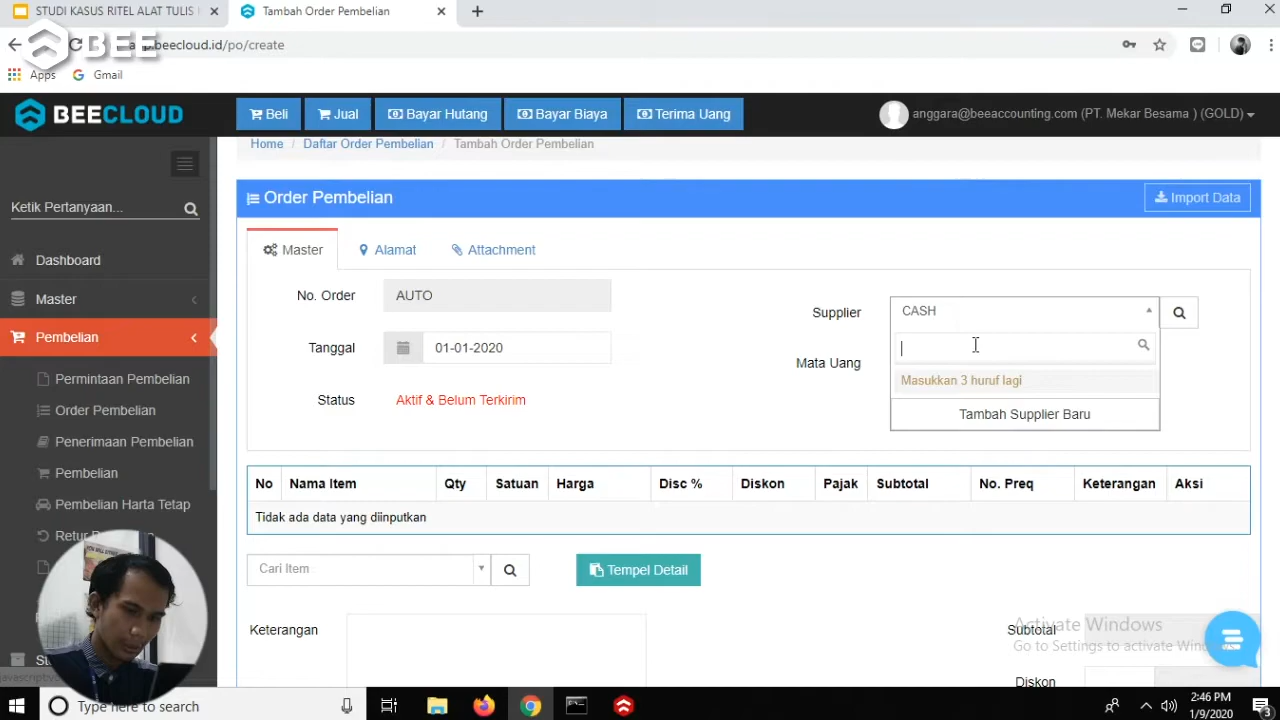 STUDI KASUS RITEL ALAT TULIS
Tambah Order Pembelian
BEE
.beecloud.id/po/create
Apps
Gmail
BEECLOUD
Beli
Jual
Bayar Hutang
Bayar Biaya
Terima Uang
anggara@beeaccounting.com (PT. Mekar Besama ) (GOLD)
Home / Daftar Order Pembelian / Tambah Order Pembelian
Ketik Pertanyaan...
Order Pembelian
Import Data
Dashboard
Master
Pembelian
Permintaan Pembelian
Order Pembelian
Penerimaan Pembelian
Pembelian
Pembelian Harta Tetap
Master
Alamat
Attachment
No. Order
AUTO
Supplier
CASH
Tanggal
01-01-2020
Masukkan 3 huruf lagi
Tambah Supplier Baru
Mata Uang
Status
Aktif & Belum Terkirim
No Nama Item Qty Satuan Harga Disc % Diskon Pajak Subtotal No. Preq Keterangan Aksi
Tidak ada data yang diinputkan
Cari Item
Tempel Detail
Keterangan
Subtotal
Activate Windows
Go to Settings to activate
Diskon
Type here to search
2:46 PM
1/9/2020
3